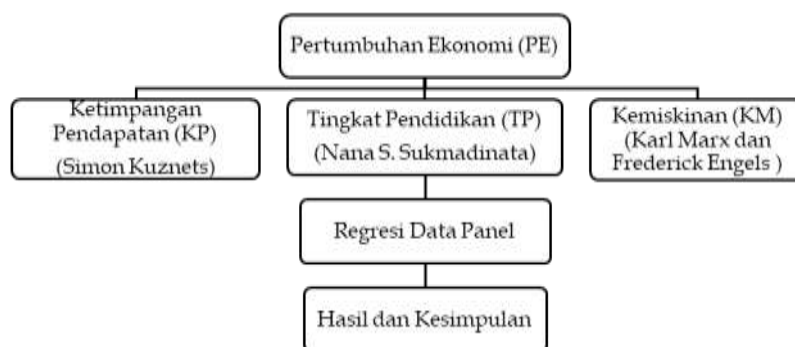 Pertumbuhan Ekonomi (PE)
Ketimpangan
Pendapatan (KP)
(Simon Kuznets)
Tingkat Pendidikan (TP)
(Nana S. Sukmadinata)
Kemiskinan (KM)
(Karl Marx dan
Frederick Engels )
Regresi Data Panel
Hasil dan Kesimpulan